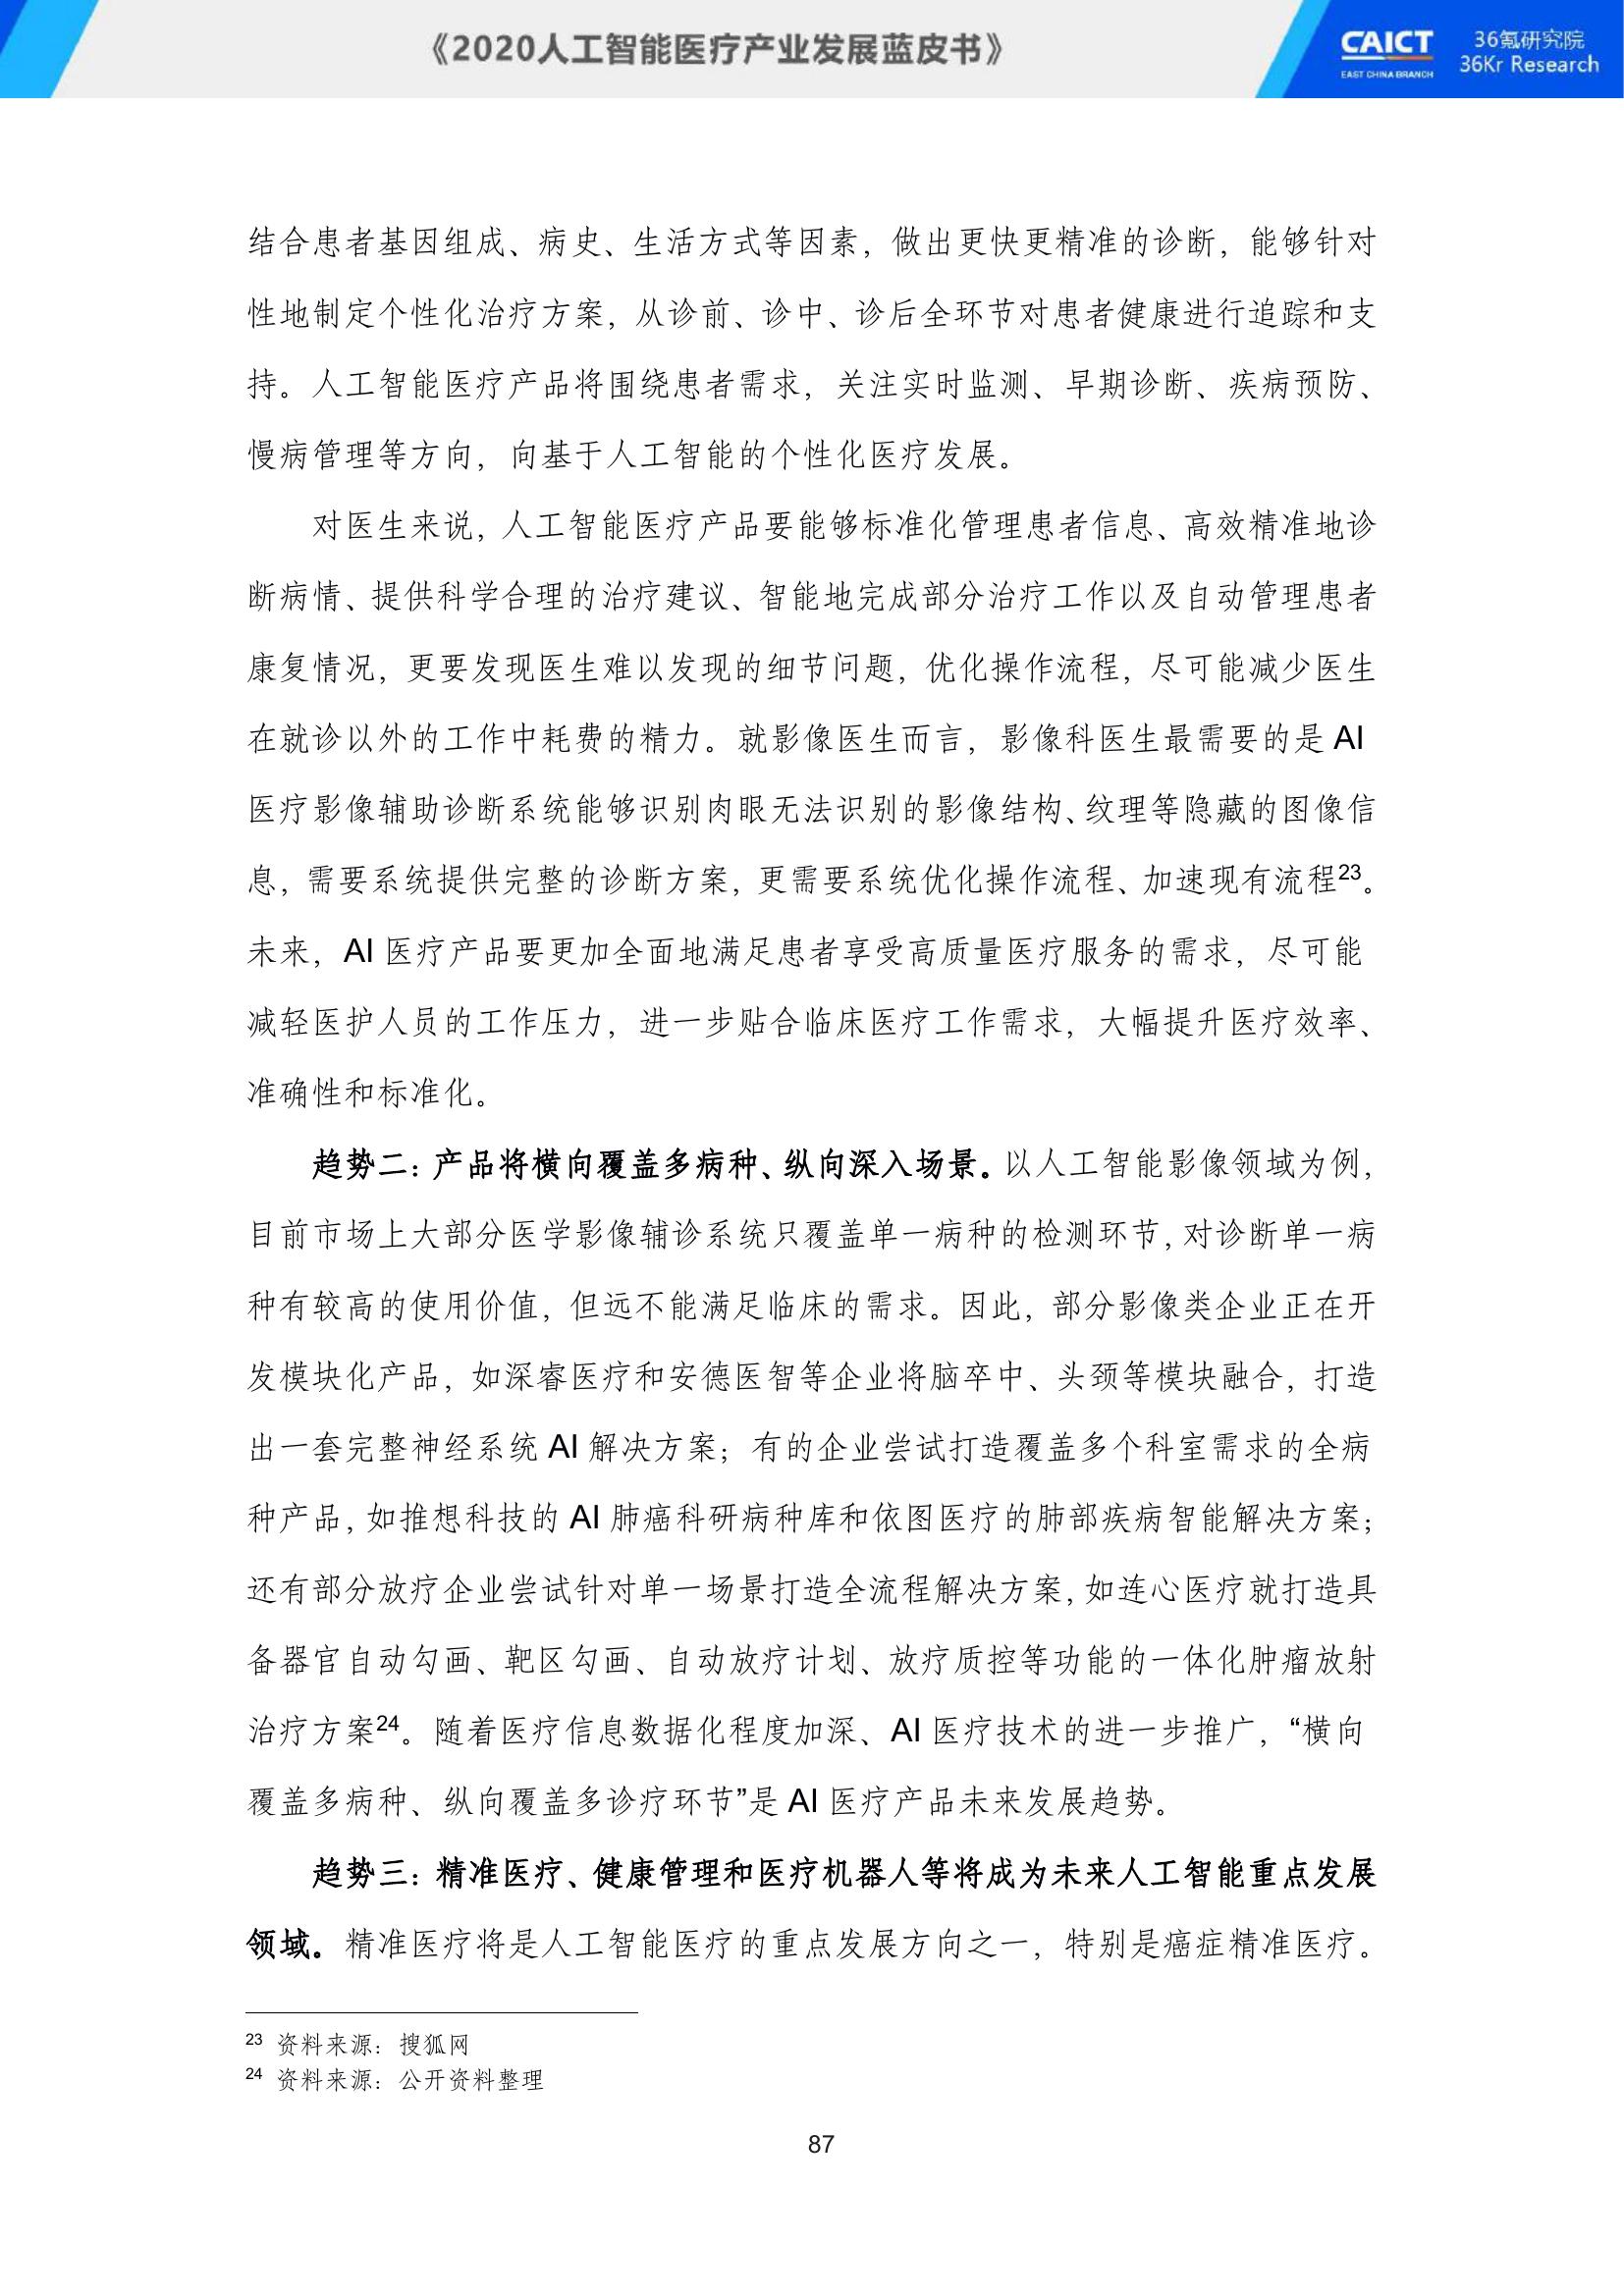 《2020人工智能医疗产业发展蓝皮书》
CAICT
EAST CHINA BRANCH
36氪研究院
36Kr Research
结合患者基因组成、病史、生活方式等因素，做出更快更精准的诊断，能够针对
性地制定个性化治疗方案，从诊前、诊中、诊后全环节对患者健康进行追踪和支
持。人工智能医疗产品将围绕患者需求，关注实时监测、早期诊断、疾病预防、
慢病管理等方向，向基于人工智能的个性化医疗发展。
对医生来说，人工智能医疗产品要能够标准化管理患者信息、高效精准地诊
断病情、提供科学合理的治疗建议、智能地完成部分治疗工作以及自动管理患者
康复情况，更要发现医生难以发现的细节问题，优化操作流程，尽可能减少医生
在就诊以外的工作中耗费的精力。就影像医生而言，影像科医生最需要的是 AI
医疗影像辅助诊断系统能够识别肉眼无法识别的影像结构、纹理等隐藏的图像信
息，需要系统提供完整的诊断方案，更需要系统优化操作流程、加速现有流程23。
未来，AI 医疗产品要更加全面地满足患者享受高质量医疗服务的需求，尽可能
减轻医护人员的工作压力，进一步贴合临床医疗工作需求，大幅提升医疗效率、
准确性和标准化。
趋势二：产品将横向覆盖多病种、纵向深入场景。以人工智能影像领域为例，
目前市场上大部分医学影像辅诊系统只覆盖单一病种的检测环节，对诊断单一病
种有较高的使用价值，但远不能满足临床的需求。因此，部分影像类企业正在开
发模块化产品，如深睿医疗和安德医智等企业将脑卒中、头颈等模块融合，打造
出一套完整神经系统 AI 解决方案；有的企业尝试打造覆盖多个科室需求的全病
种产品，如推想科技的 AI 肺癌科研病种库和依图医疗的肺部疾病智能解决方案；
还有部分放疗企业尝试针对单一场景打造全流程解决方案，如连心医疗就打造具
备器官自动勾画、靶区勾画、自动放疗计划、放疗质控等功能的一体化肿瘤放射
治疗方案24。随着医疗信息数据化程度加深、AI 医疗技术的进一步推广，“横向
覆盖多病种、纵向覆盖多诊疗环节”是 AI 医疗产品未来发展趋势。
趋势三：精准医疗、健康管理和医疗机器人等将成为未来人工智能重点发展
领域。精准医疗将是人工智能医疗的重点发展方向之一，特别是癌症精准医疗。
23 资料来源：搜狐网
24 资料来源：公开资料整理
87